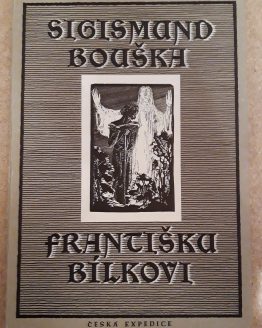 SIGISMUND
BOUŠKA
FRANTIŠKU
BÍLKOVI
ČESKÁ EXPEDICE